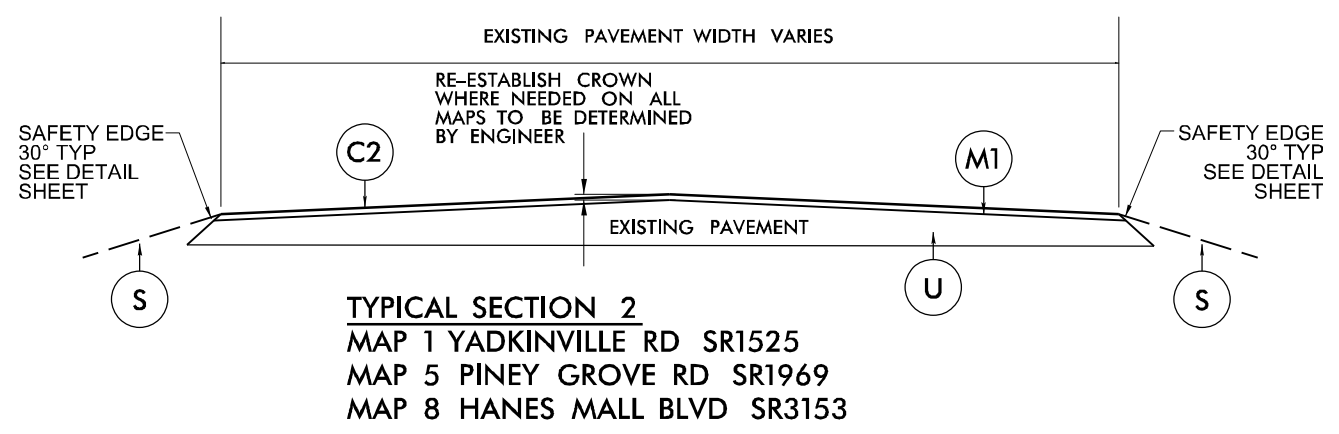 EXISTING PAVEMENT WIDTH VARIES
RE-ESTABLISH CROWN
WHERE NEEDED ON ALL
MAPS TO BE DETERMINED
BY ENGINEER
SAFETY EDGE
30° TYP
SEE DETAIL
SHEET
C2
M1
SAFETY EDGE
30° TYP
SEE DETAIL
SHEET
EXISTING PAVEMENT
S
U
S
TYPICAL SECTION 2
MAP 1 YADKINVILLE RD SR1525
MAP 5 PINEY GROVE RD SR1969
MAP 8 HANES MALL BLVD SR3153